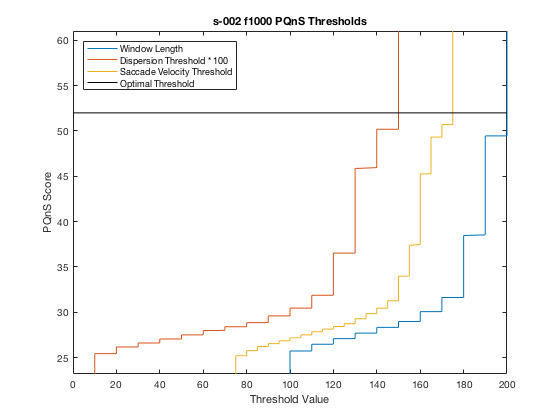 s-002 f1000 PQnS Thresholds
Window Length
Dispersion Threshold * 100
Saccade Velocity Threshold
Optimal Threshold
PQnS Score
60
55
50
45
40
35
30
25
0 20 40 60 80 100 120 140 160 180 200
Threshold Value